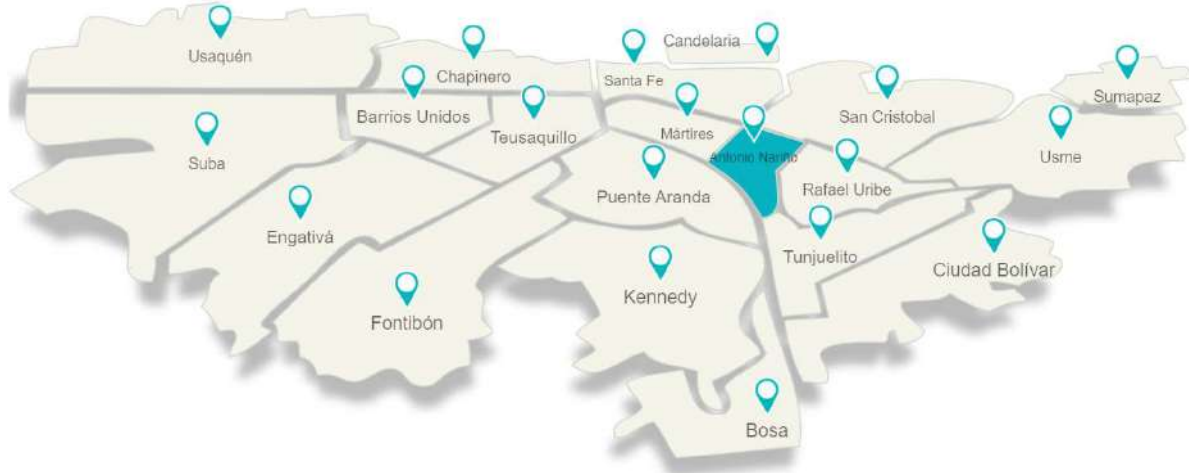 Usaquén
Candelaria
Chapinero
Santa Fe
Sumapaz
Barrios Unidos
San Cristobal
Teusaquillo
Mártires
Suba
Antonio Nariño
Usme
Puente Aranda
Rafael Uribe
Engativá
Tunjuelito
Ciudad Bolívar
Kennedy
Fontibón
Bosa